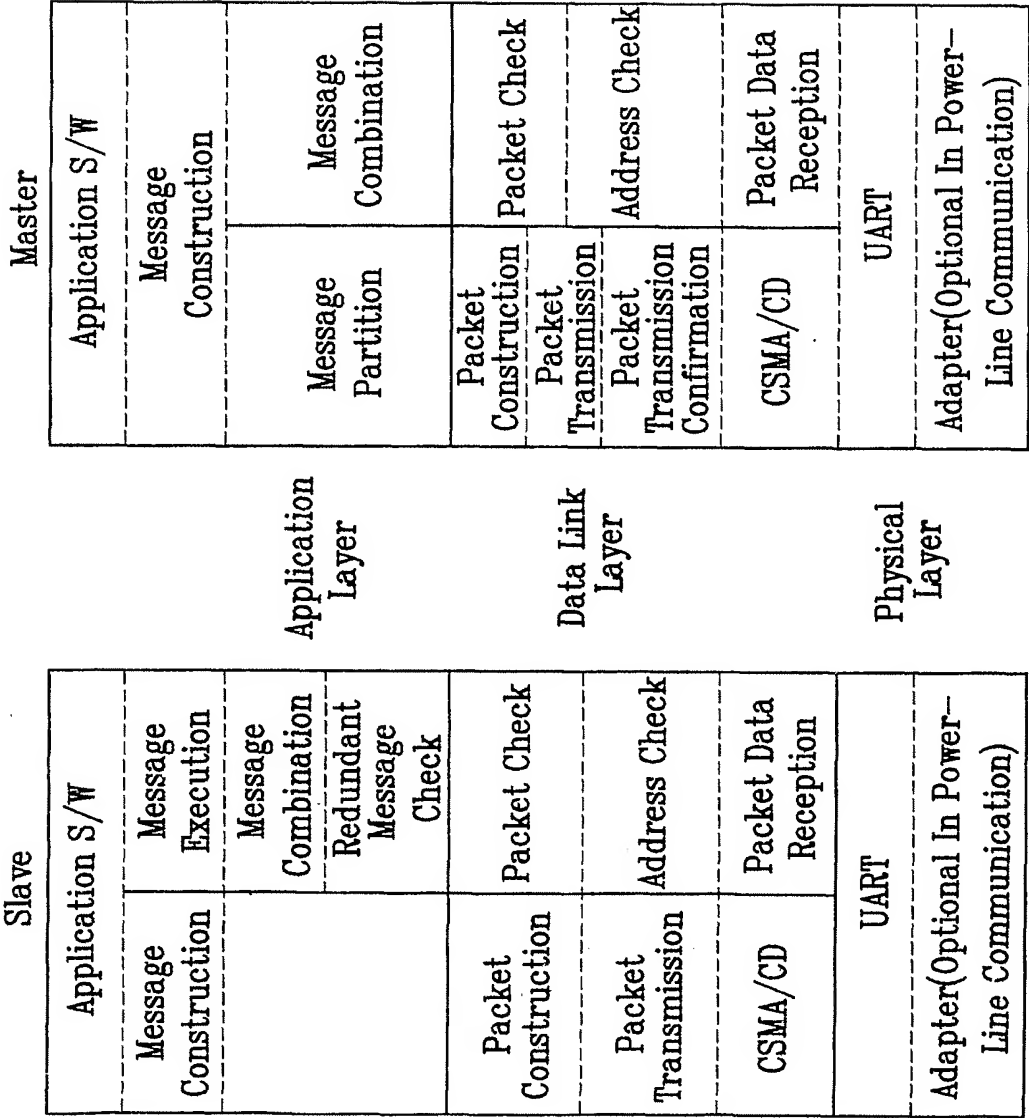 Slave
Application S/W
Message
Construction
Message
Execution
Message
Combination
Redundant
Message
Check
Packet
Construction
Packet Check
Packet
Transmission
Address Check
CSMA/CD
Packet Data
Reception
UART
Adapter(Optional In Power-
Line Communication)
Application
Layer
Data Link
Layer
Physical
Layer
Master
Application S/W
Message
Construction
Message
Partition
Message
Combination
Packet
Construction
Packet
Transmission
Packet
Transmission
Confirmation
Packet Check
Address Check
CSMA/CD
Packet Data
Reception
UART
Adapter(Optional In Power-
Line Communication)